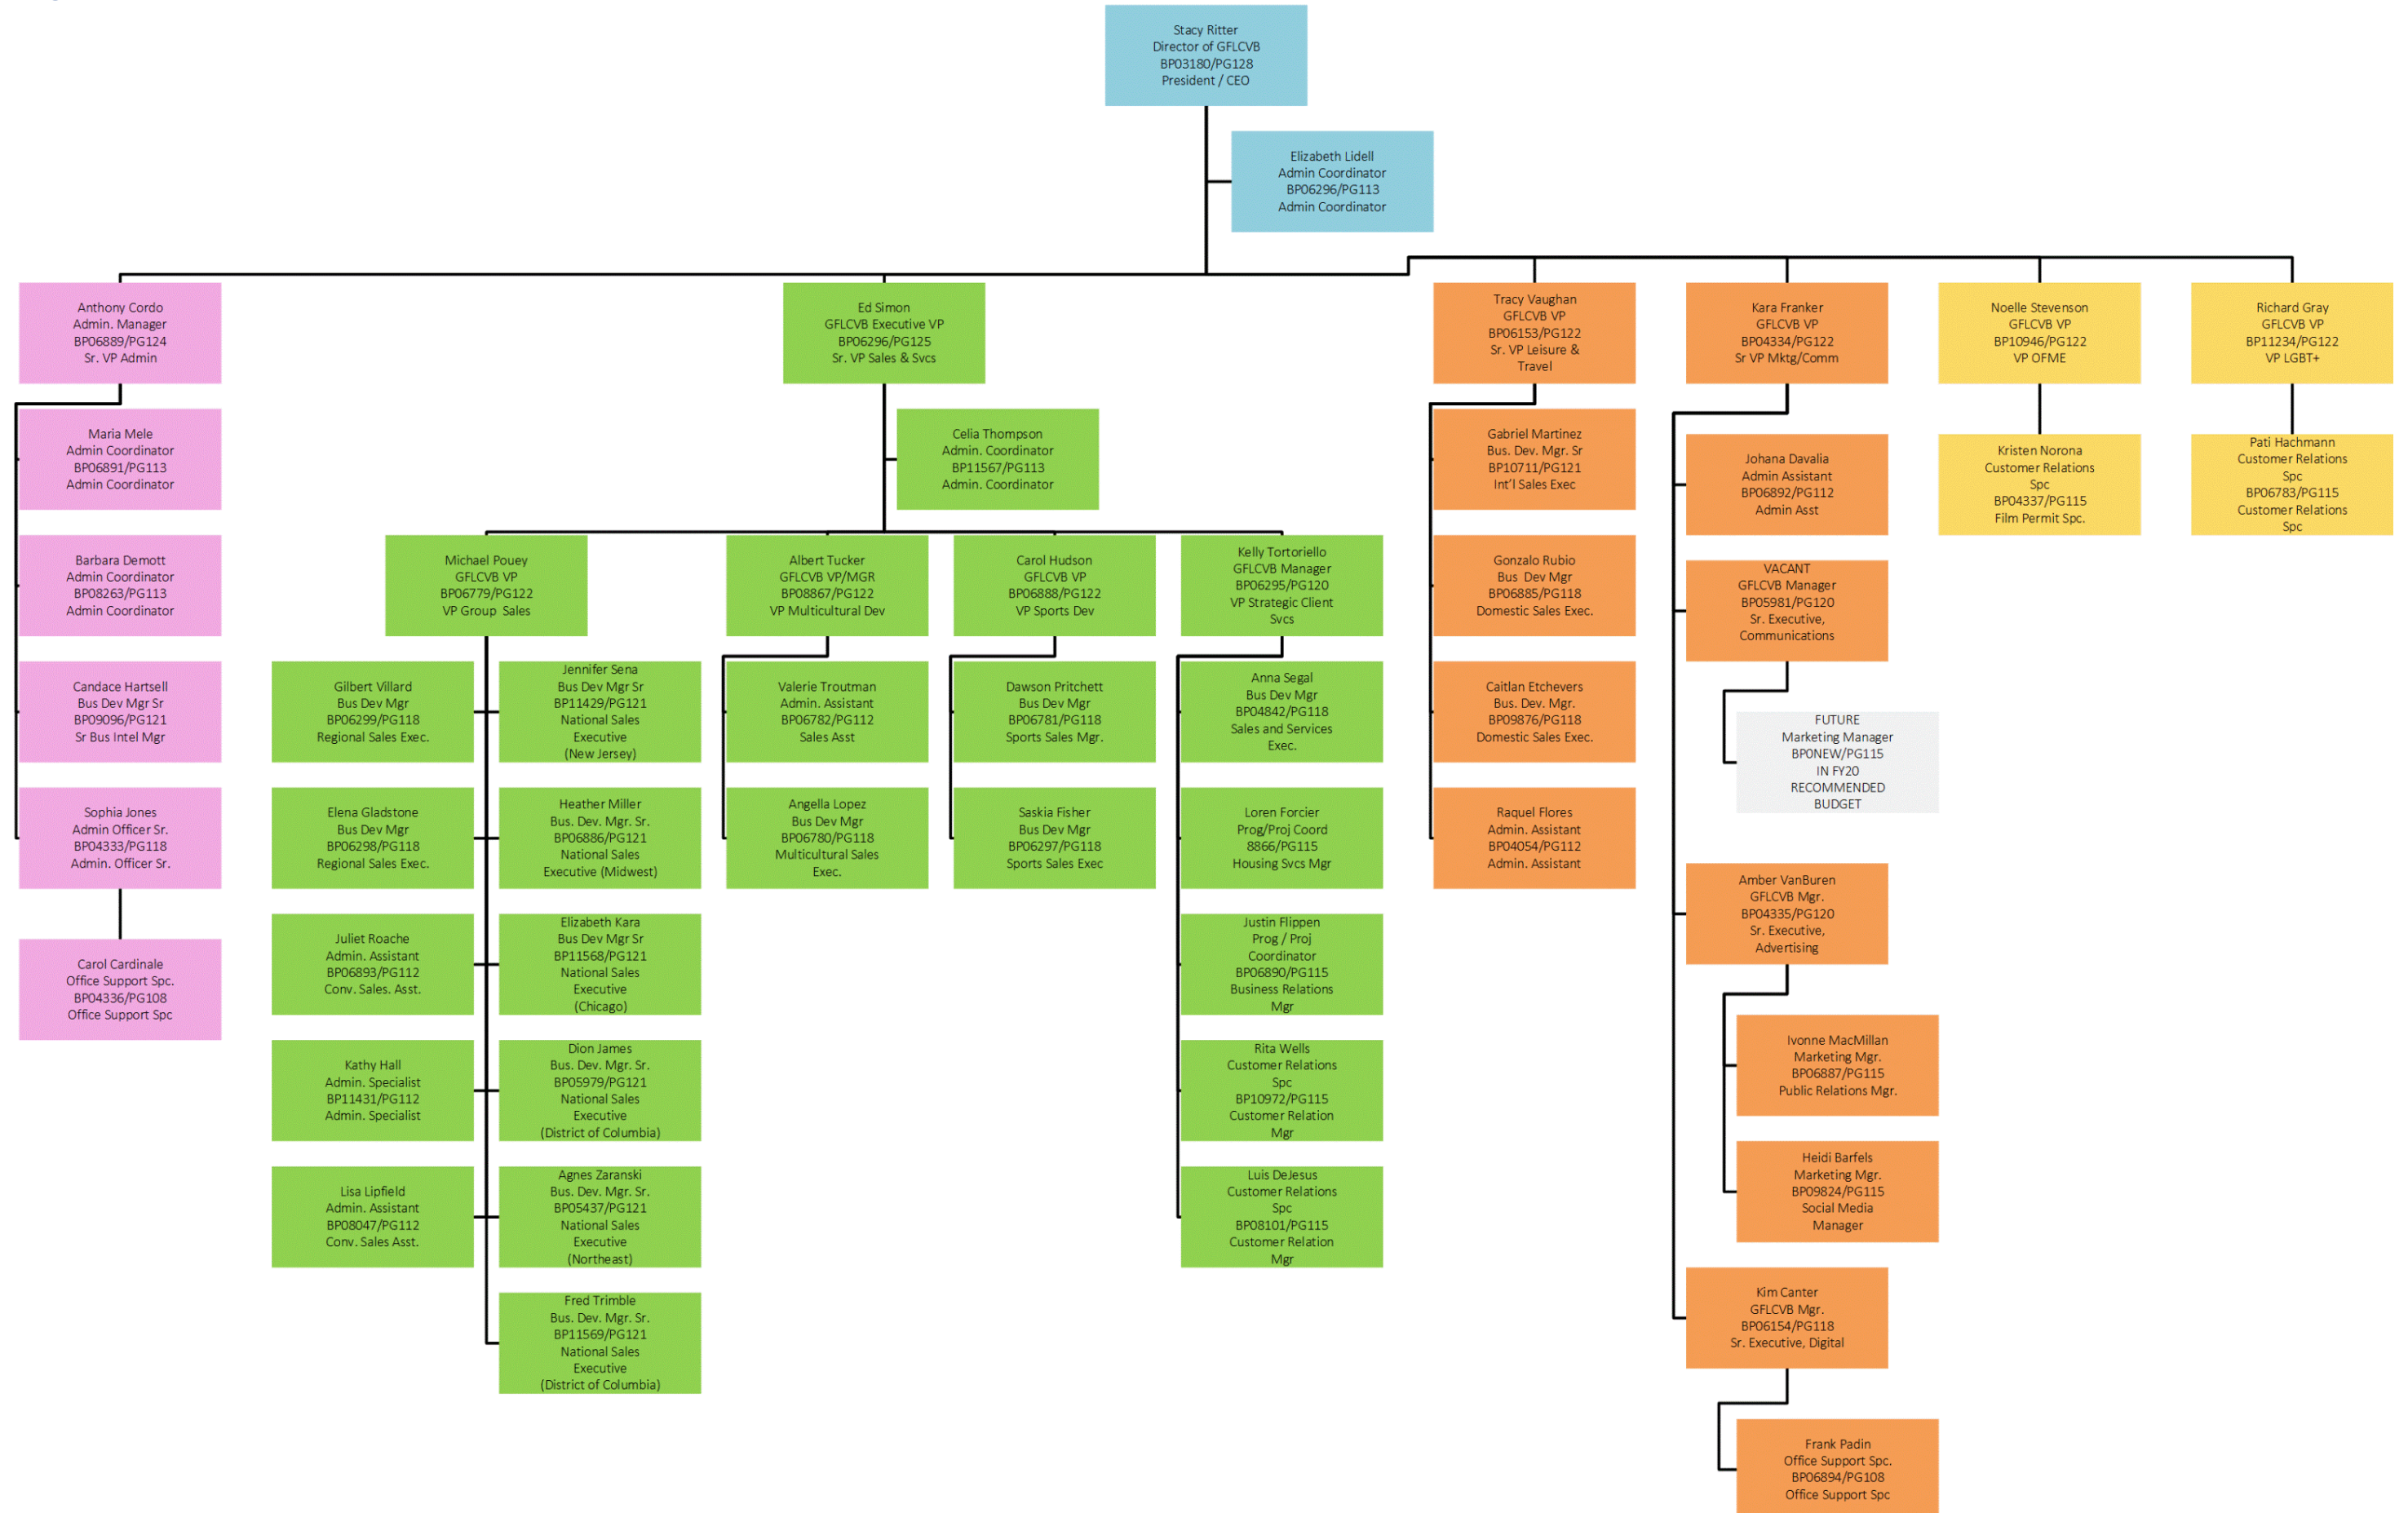 Stacy Ritter
Director of GFLCVB
BP03180/PG128
President / CEO
Elizabeth Lidell
Admin Coordinator
BP06296/PG113
Admin Coordinator
Anthony Cordo
Admin. Manager
BP06889/PG124
Sr. VP Admin
Maria Mele
Admin Coordinator
BP06891/PG113
Admin Coordinator
Barbara Demott
Admin Coordinator
BP08263/PG113
Admin Coordinator
Candace Hartsell
Bus Dev Mgr Sr
BP09096/PG121
Sr Bus Intel Mgr
Sophia Jones
Admin Officer Sr.
BP04333/PG118
Admin. Officer Sr.
Carol Cardinale
Office Support Spc.
BP04336/PG108
Office Support Spc
Ed Simon
GFLCVB Executive VP
BP06296/PG125
Sr. VP Sales & Svcs
Celia Thompson
Admin. Coordinator
BP11567/PG113
Admin. Coordinator
Michael Pouey
GFLCVB VP
BP06779/PG122
VP Group Sales
Gilbert Villard
Bus Dev Mgr
BP06299/PG118
Regional Sales Exec.
Elena Gladstone
Bus Dev Mgr
BP06298/PG118
Regional Sales Exec.
Juliet Roache
Admin. Assistant
BP06893/PG112
Conv. Sales. Asst.
Kathy Hall
Admin. Specialist
BP11431/PG112
Admin. Specialist
Lisa Lipfield
Admin. Assistant
BP08047/PG112
Conv. Sales Asst.
Jennifer Sena
Bus Dev Mgr Sr
BP11429/PG121
National Sales
Executive
(New Jersey)
Heather Miller
Bus. Dev. Mgr. Sr.
BP06886/PG121
National Sales
Executive (Midwest)
Elizabeth Kara
Bus Dev Mgr Sr
BP11568/PG121
National Sales
Executive
(Chicago)
Dion James
Bus. Dev. Mgr. Sr.
BP05979/PG121
National Sales
Executive
(District of Columbia)
Agnes Zaranski
Bus. Dev. Mgr. Sr.
BP05437/PG121
National Sales
Executive
(Northeast)
Fred Trimble
Bus. Dev. Mgr. Sr.
BP11569/PG121
National Sales
Executive
(District of Columbia)
Albert Tucker
GFLCVB VP/MGR
BP08867/PG122
VP Multicultural Dev
Valerie Troutman
Admin. Assistant
BP06782/PG112
Sales Asst
Angella Lopez
Bus Dev Mgr
BP06780/PG118
Multicultural Sales
Exec.
Carol Hudson
GFLCVB VP
BP06888/PG122
VP Sports Dev
Dawson Pritchett
Bus Dev Mgr
BP06781/PG118
Sports Sales Mgr.
Saskia Fisher
Bus Dev Mgr
BP06297/PG118
Sports Sales Exec
Kelly Tortoriello
GFLCVB Manager
BP06295/PG120
VP Strategic Client
Svcs
Anna Segal
Bus Dev Mgr
BP04842/PG118
Sales and Services
Exec.
Loren Forcier
Prog/Proj Coord
8866/PG115
Housing Svcs Mgr
Justin Flippen
Prog / Proj
Coordinator
BP06890/PG115
Business Relations
Mgr
Rita Wells
Customer Relations
Spc
BP10972/PG115
Customer Relation
Mgr
Luis DeJesus
Customer Relations
Spc
BP08101/PG115
Customer Relation
Mgr
Tracy Vaughan
GFLCVB VP
BP06153/PG122
Sr. VP Leisure &
Travel
Gabriel Martinez
Bus. Dev. Mgr. Sr
BP10711/PG121
Int'l Sales Exec
Gonzalo Rubio
Bus Dev Mgr
BP06885/PG118
Domestic Sales Exec.
Caitlan Etchevers
Bus. Dev. Mgr.
BP09876/PG118
Domestic Sales Exec.
Raquel Flores
Admin. Assistant
BP04054/PG112
Admin. Assistant
Kara Franker
GFLCVB VP
BP04334/PG122
Sr VP Mktg/Comm
Johana Davalia
Admin Assistant
BP06892/PG112
Admin Asst
VACANT
GFLCVB Manager
BP05981/PG120
Sr. Executive,
Communications
FUTURE
Marketing Manager
BP0NEW/PG115
IN FY20
RECOMMENDED
BUDGET
Amber VanBuren
GFLCVB Mgr.
BP04335/PG120
Sr. Executive,
Advertising
Ivonne MacMillan
Marketing Mgr.
BP06887/PG115
Public Relations Mgr.
Heidi Barfels
Marketing Mgr.
BP09824/PG115
Social Media
Manager
Kim Canter
GFLCVB Mgr.
BP06154/PG118
Sr. Executive, Digital
Frank Padin
Office Support Spc.
BP06894/PG108
Office Support Spc
Noelle Stevenson
GFLCVB VP
BP10946/PG122
VP OFME
Kristen Norona
Customer Relations
Spc
BP04337/PG115
Film Permit Spc.
Richard Gray
GFLCVB VP
BP11234/PG122
VP LGBT+
Pati Hachmann
Customer Relations
Spc
BP06783/PG115
Customer Relations
Spc